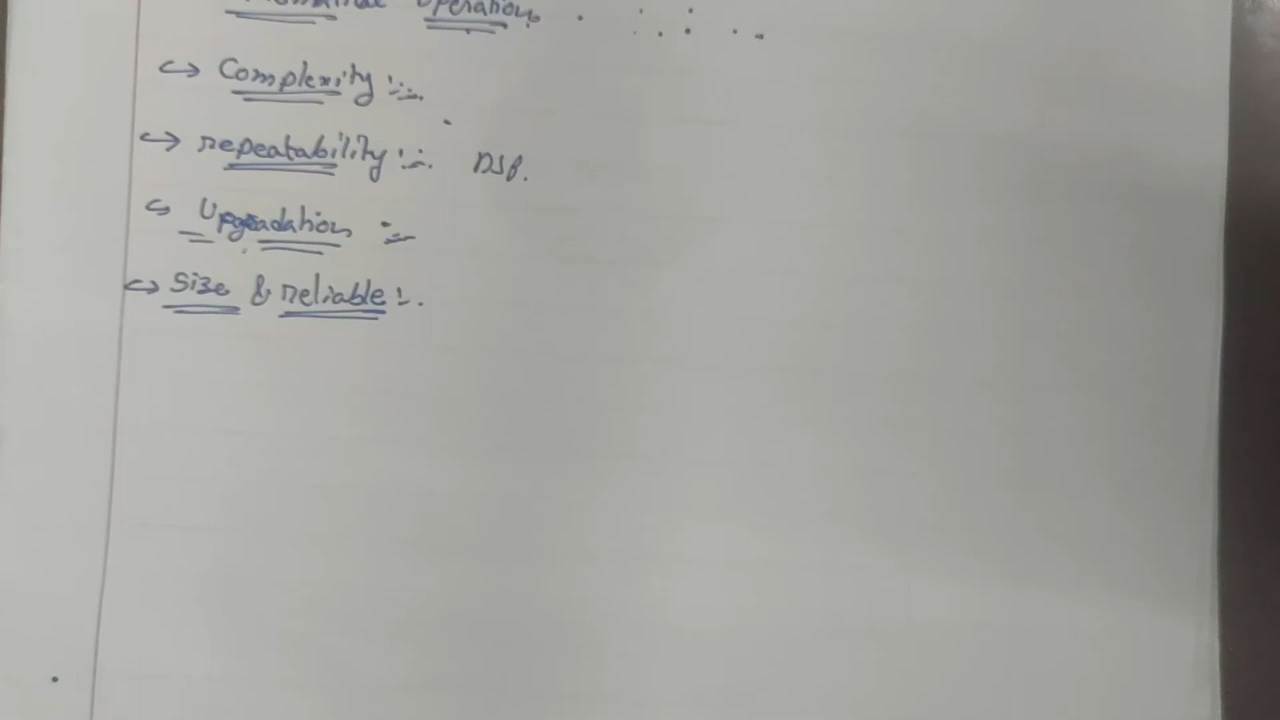 operations
↪ Complexity :-
↪ repeatability :- DSP.
↪ Upgradation :-
↪ Size & reliable :-